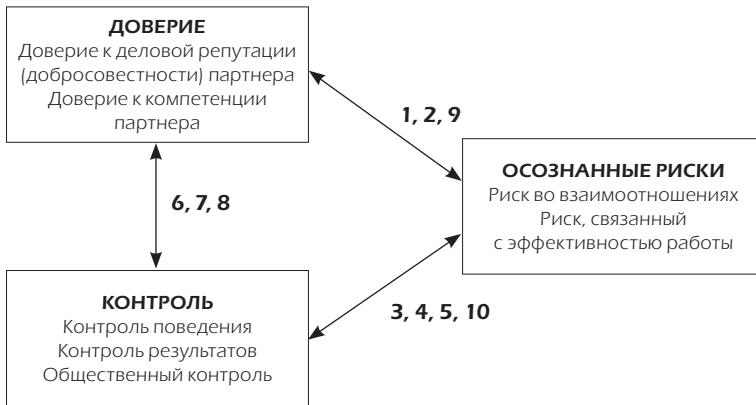 ДОВЕРИЕ
Доверие к деловой репутации
(добросовестности) партнера
Доверие к компетенции
партнера
1, 2, 9
ОСОЗНАННЫЕ РИСКИ
Риск во взаимоотношениях
Риск, связанный
с эффективностью работы
6, 7, 8
КОНТРОЛЬ
Контроль поведения
Контроль результатов
Общественный контроль
3, 4, 5, 10